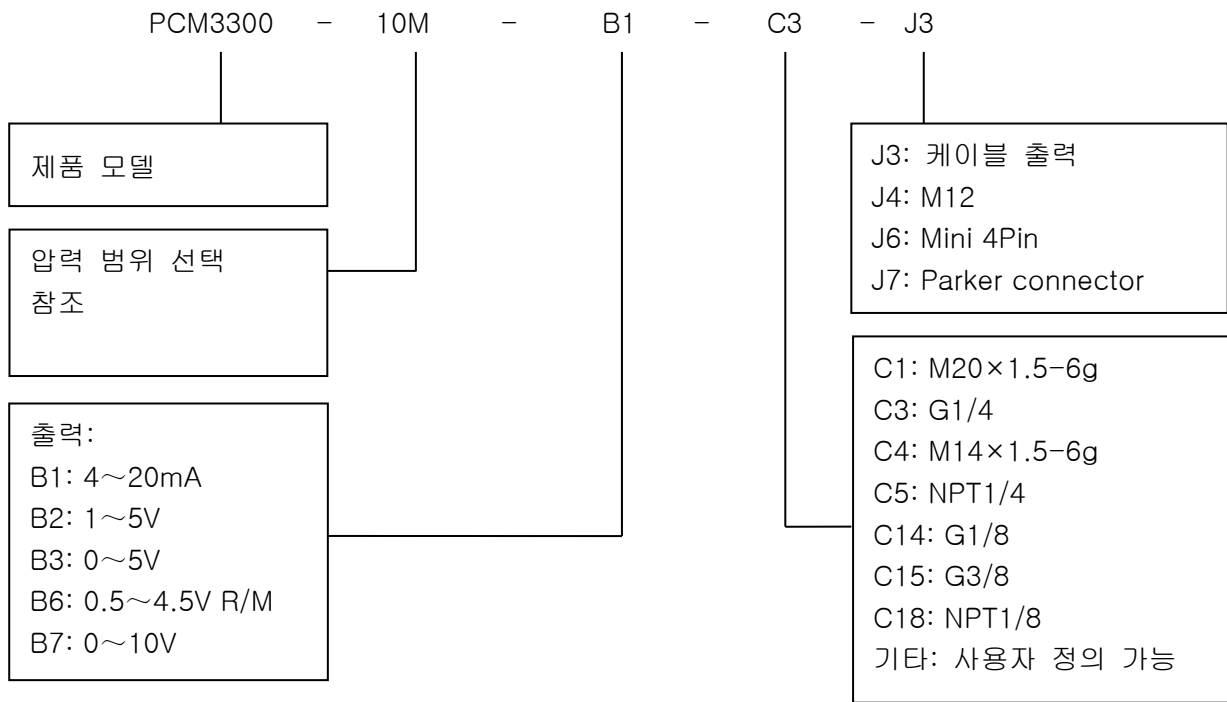 PCM3300 - 10M - B1 - C3 - J3
제품 모델
압력 범위 선택
참조
출력:
B1: 4~20mA
B2: 1~5V
B3: 0~5V
B6: 0.5~4.5V R/M
B7: 0~10V
J3: 케이블 출력
J4: M12
J6: Mini 4Pin
J7: Parker connector
C1: M20×1.5-6g
C3: G1/4
C4: M14×1.5-6g
C5: NPT1/4
C14: G1/8
C15: G3/8
C18: NPT1/8
기타: 사용자 정의 가능